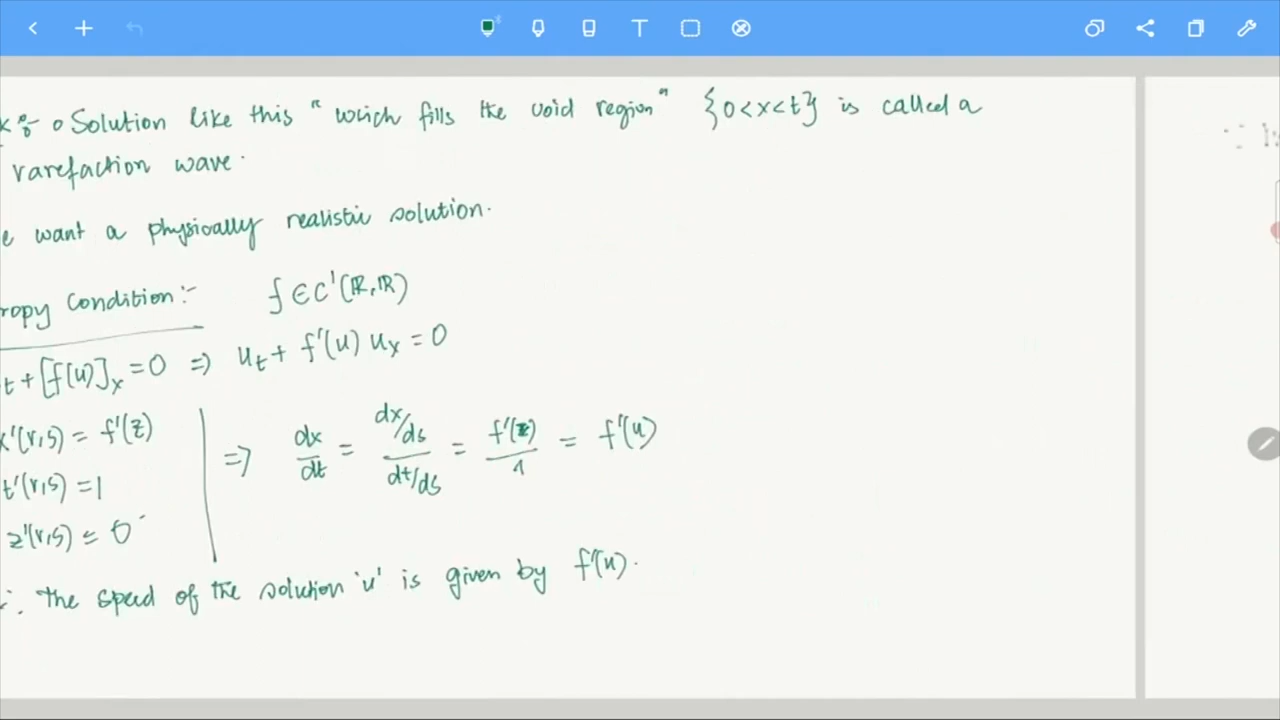 o Solution like this "which fills the void region" {0<x<t} is called a
rarefaction wave.
want a physically realistic solution.
ropy Condition:- f ∈ C'(R, R)
t + [f(u)]x = 0 => ut + f'(u) ux = 0
x'(r,s) = f'(z)
t'(r,s) = 1
z'(r,s) = 0
=> dx/dt = (dx/ds)/(dt/ds) = f'(z)/1 = f'(u)
∴ The speed of the solution 'u' is given by f'(u).